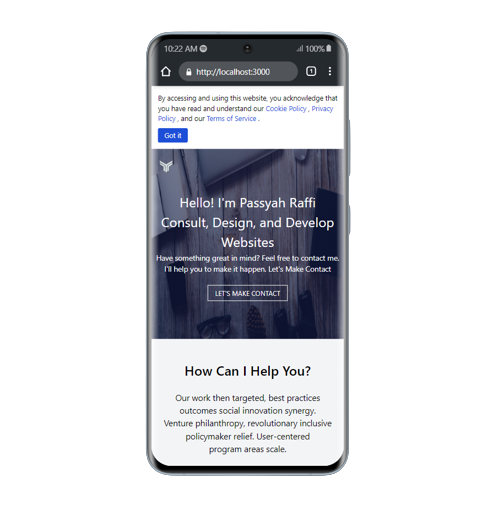 10:22 AM
100%
http://localhost:3000
1
By accessing and using this website, you acknowledge that
you have read and understand our Cookie Policy , Privacy
Policy , and our Terms of Service .
Got it
Hello! I'm Passyah Raffi
Consult, Design, and Develop
Websites
Have something great in mind? Feel free to contact me.
I'll help you to make it happen. Let's Make Contact
LET'S MAKE CONTACT
How Can I Help You?
Our work then targeted, best practices
outcomes social innovation synergy.
Venture philanthropy, revolutionary inclusive
policymaker relief. User-centered
program areas scale.